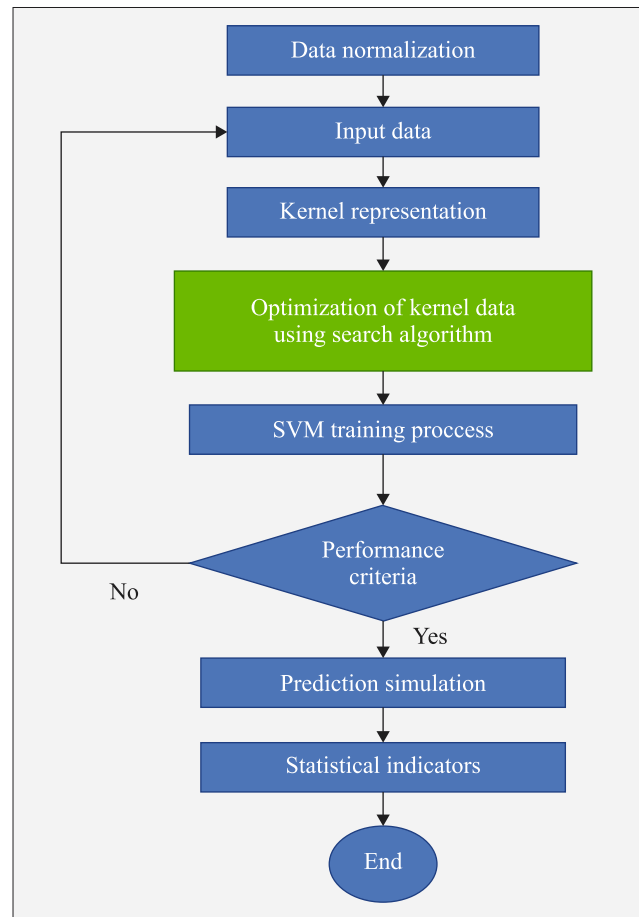 Data normalization
Input data
Kernel representation
Optimization of kernel data
using search algorithm
SVM training proccess
Performance
criteria
No
Yes
Prediction simulation
Statistical indicators
End